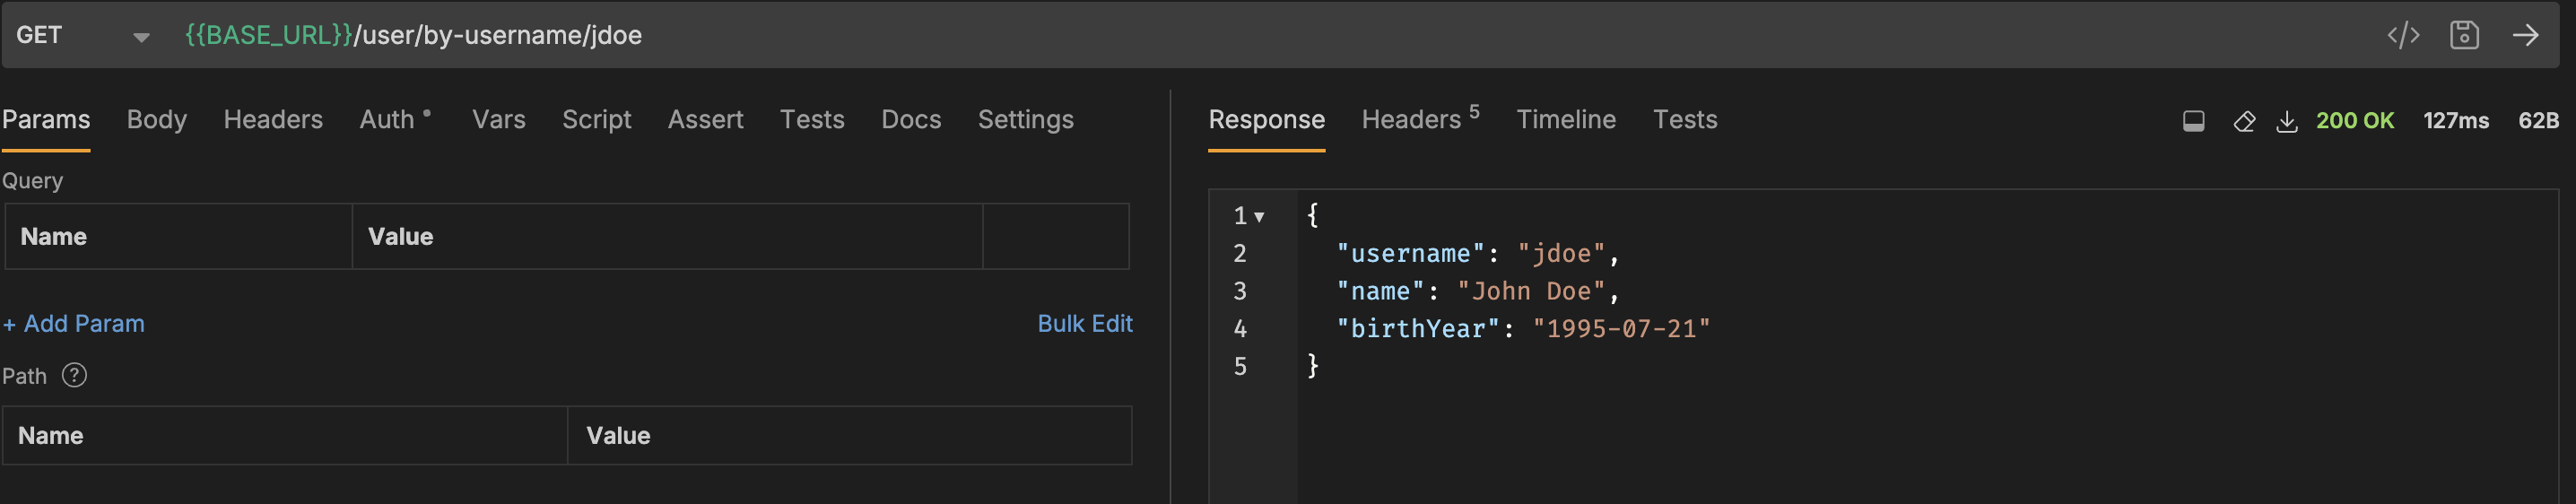 GET {{BASE_URL}}/user/by-username/jdoe
Params Body Headers Auth Vars Script Assert Tests Docs Settings
Query
Name Value
+ Add Param Bulk Edit
Path ?
Name Value
Response Headers 5 Timeline Tests 200 OK 127ms 62B
1 {
2 "username": "jdoe",
3 "name": "John Doe",
4 "birthYear": "1995-07-21"
5 }